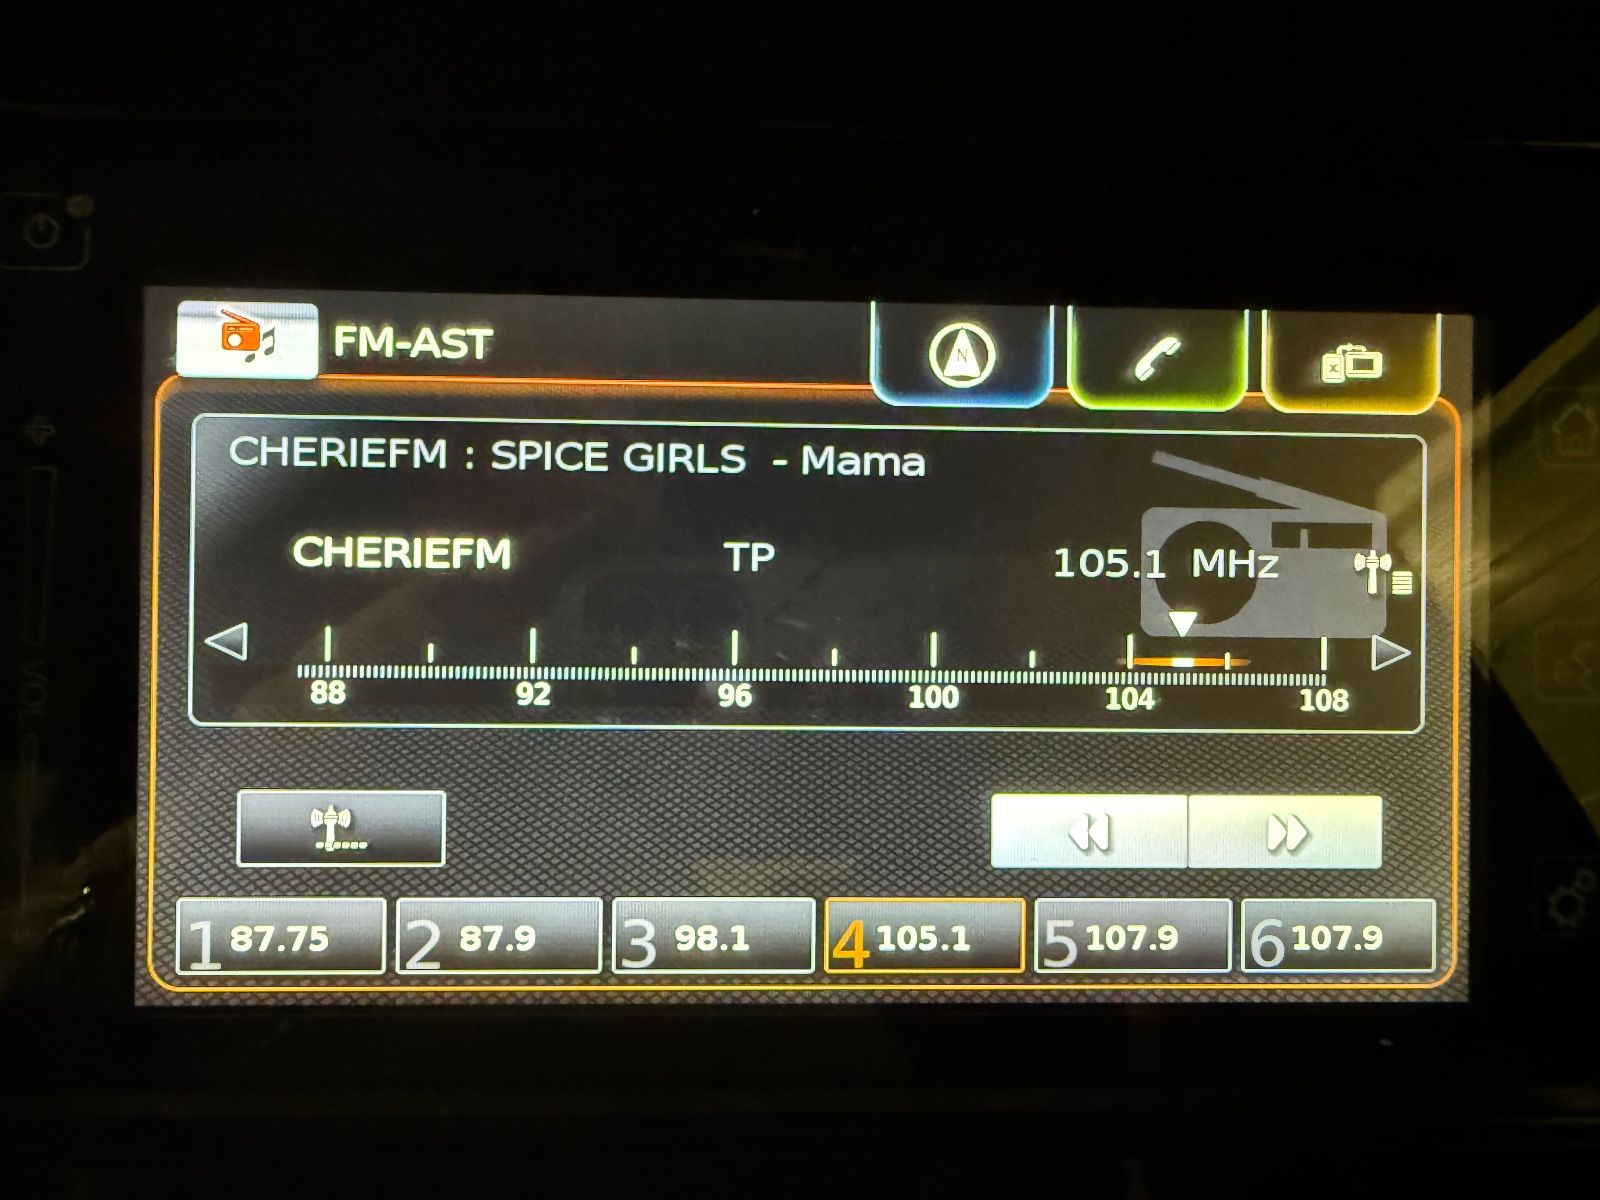 FM-AST
N
CHERIEFM : SPICE GIRLS - Mama
CHERIEFM TP 105.1 MHz
88 92 96 100 104 108
1 87.75 2 87.9 3 98.1 4 105.1 5 107.9 6 107.9
VOL